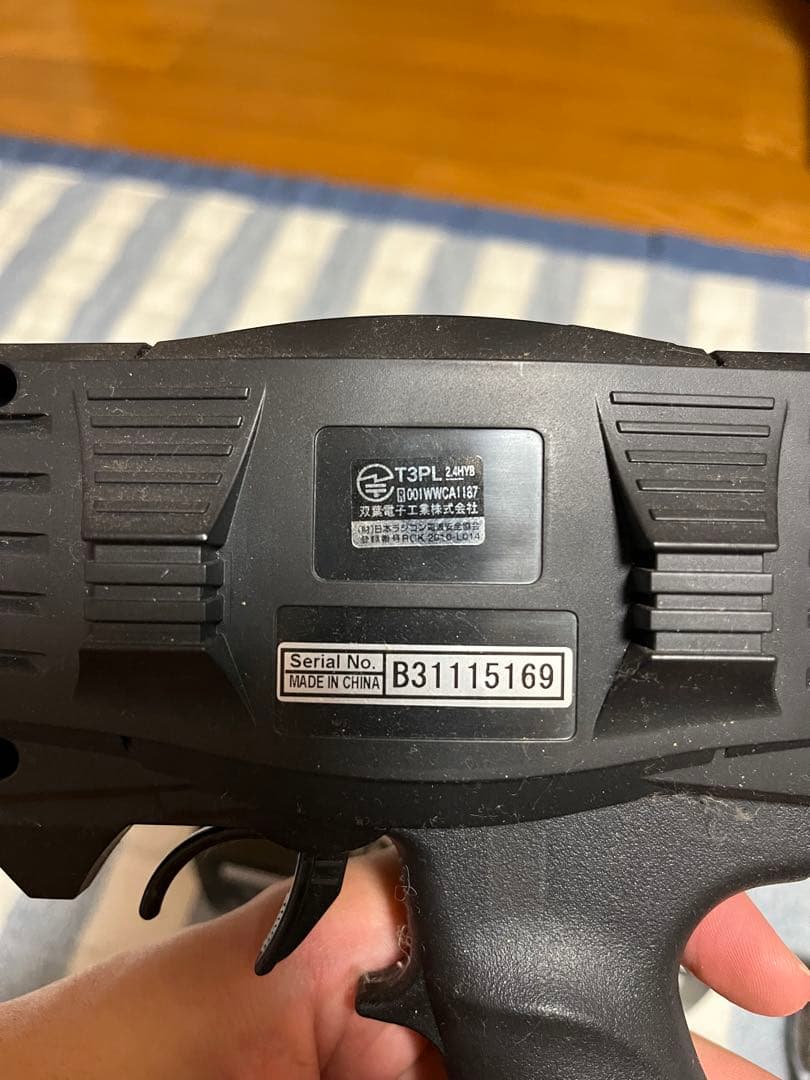 T3PL 2.4HYB
R 001WWCA1187
双葉電子工業株式会社
(財)日本ラジコン電波安全協会
登録番号RCK 2010-L014
Serial No.
MADE IN CHINA
B31115169